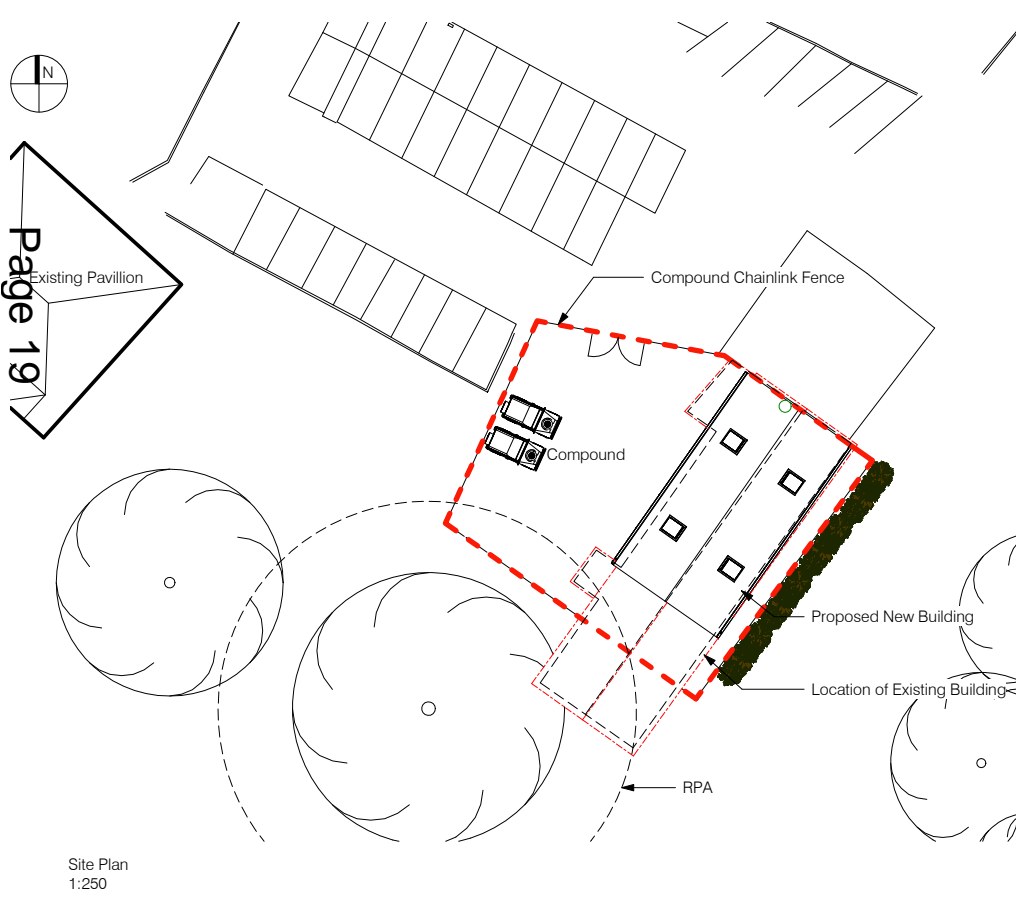 N
Page 19
Existing Pavillion
Compound Chainlink Fence
Compound
Proposed New Building
Location of Existing Building
RPA
Site Plan
1:250